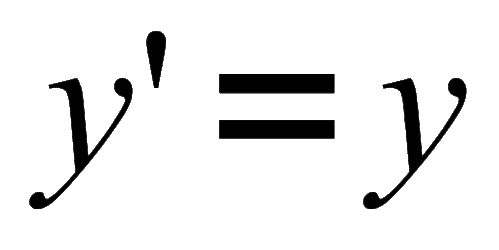 y' = y